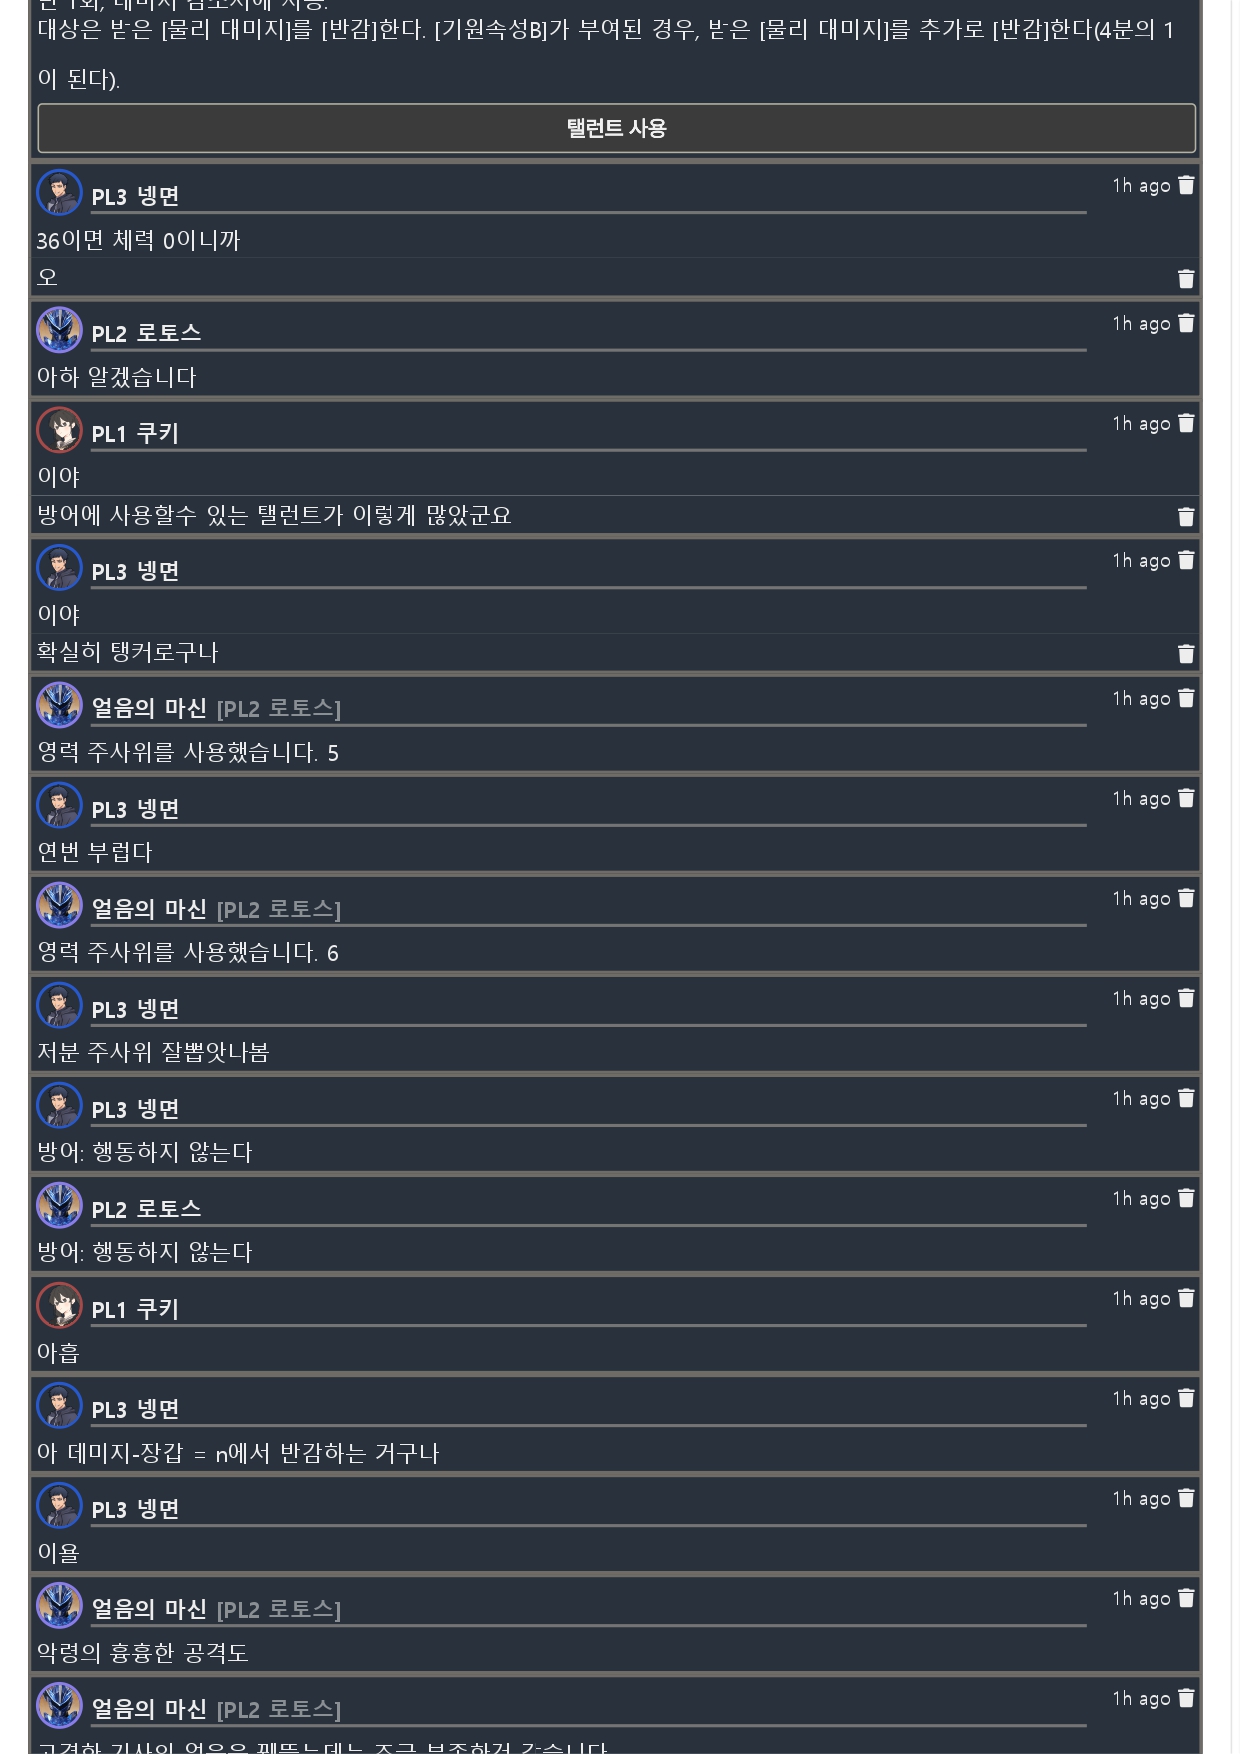 대상은 받은 [물리 대미지]를 [반감]한다. [기원속성B]가 부여된 경우, 받은 [물리 대미지]를 추가로 [반감]한다(4분의 1
이 된다).
탤런트 사용
PL3 넹면
1h ago
36이면 체력 0이니까
오
PL2 로토스
1h ago
아하 알겠습니다
PL1 쿠키
1h ago
이야
방어에 사용할수 있는 탤런트가 이렇게 많았군요
PL3 넹면
1h ago
이야
확실히 탱커로구나
얼음의 마신 [PL2 로토스]
1h ago
영력 주사위를 사용했습니다. 5
PL3 넹면
1h ago
연번 부럽다
얼음의 마신 [PL2 로토스]
1h ago
영력 주사위를 사용했습니다. 6
PL3 넹면
1h ago
저분 주사위 잘뽑앗나봄
PL3 넹면
1h ago
방어: 행동하지 않는다
PL2 로토스
1h ago
방어: 행동하지 않는다
PL1 쿠키
1h ago
아흡
PL3 넹면
1h ago
아 데미지-장갑 = n에서 반감하는 거구나
PL3 넹면
1h ago
이욜
얼음의 마신 [PL2 로토스]
1h ago
악령의 흉흉한 공격도
얼음의 마신 [PL2 로토스]
1h ago